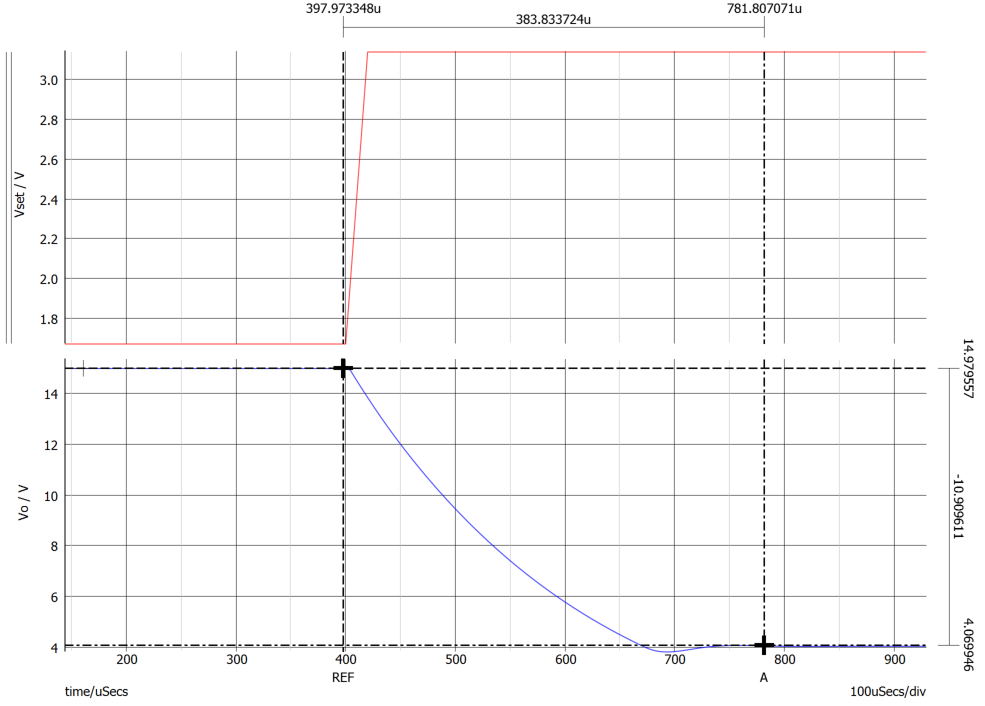 397.973348u
383.833724u
781.807071u
3.0
2.8
2.6
2.4
2.2
2.0
1.8
Vset / V
14
12
10
8
6
4
Vo / V
14.979557
-10.909611
4.069946
200 300 400 500 600 700 800 900
REF A
time/uSecs 100uSecs/div